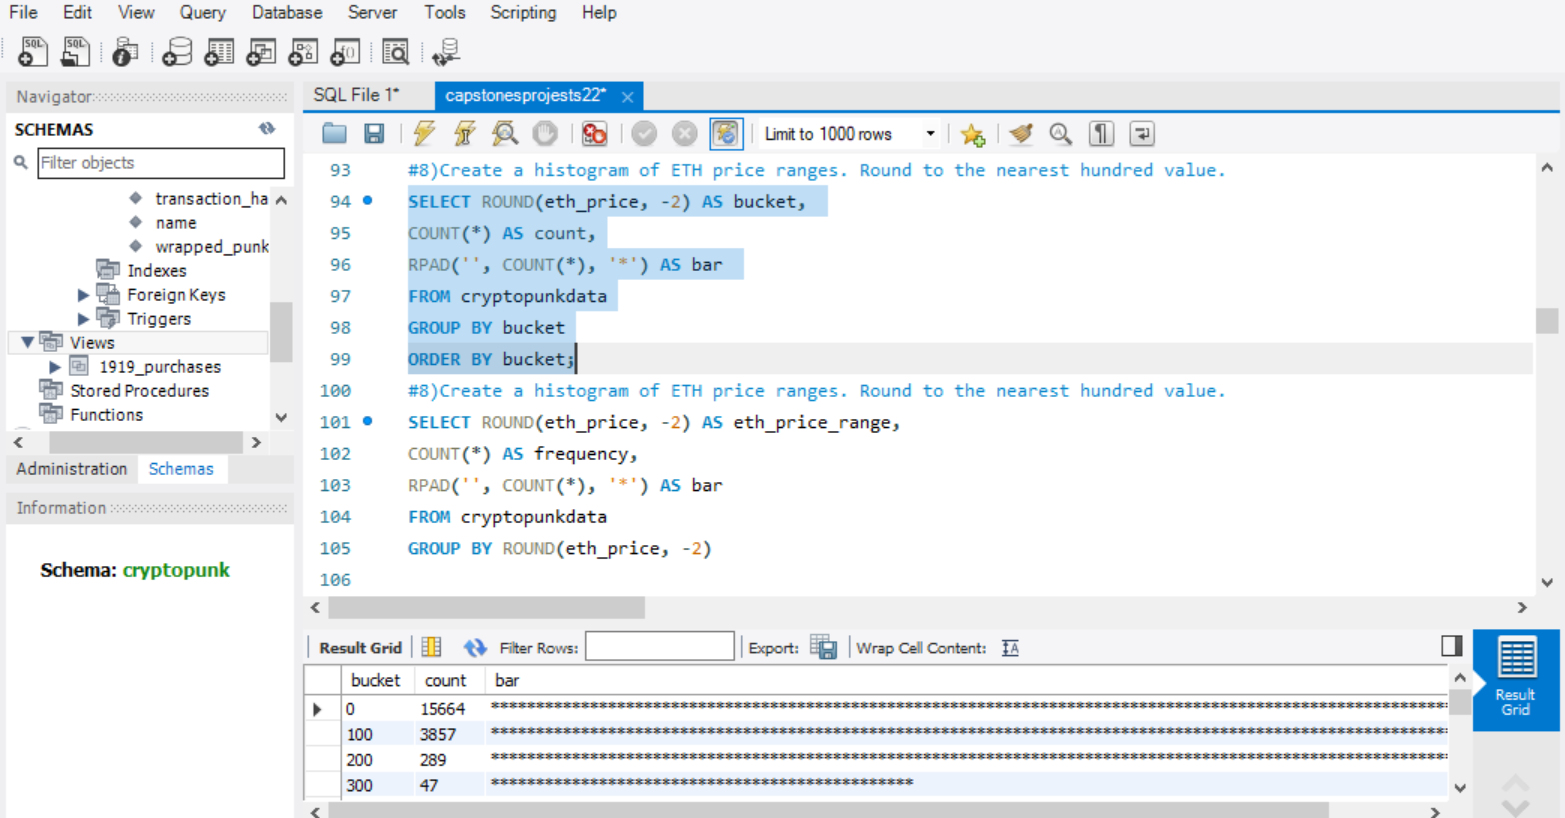 File Edit View Query Database Server Tools Scripting Help
SQL SQL i f()
Navigator
SCHEMAS
Filter objects
transaction_ha
name
wrapped_punk
Indexes
Foreign Keys
Triggers
Views
1919_purchases
Stored Procedures
Functions
Administration Schemas
Information
Schema: cryptopunk
SQL File 1* capstonesprojests22* ×
Limit to 1000 rows
93 #8)Create a histogram of ETH price ranges. Round to the nearest hundred value.
94 SELECT ROUND(eth_price, -2) AS bucket,
95 COUNT(*) AS count,
96 RPAD('', COUNT(*), '*') AS bar
97 FROM cryptopunkdata
98 GROUP BY bucket
99 ORDER BY bucket;
100 #8)Create a histogram of ETH price ranges. Round to the nearest hundred value.
101 SELECT ROUND(eth_price, -2) AS eth_price_range,
102 COUNT(*) AS frequency,
103 RPAD('', COUNT(*), '*') AS bar
104 FROM cryptopunkdata
105 GROUP BY ROUND(eth_price, -2)
106
Result Grid Filter Rows: Export: Wrap Cell Content: IA
bucket count bar
0 15664
100 3857
200 289
300 47
Result
Grid